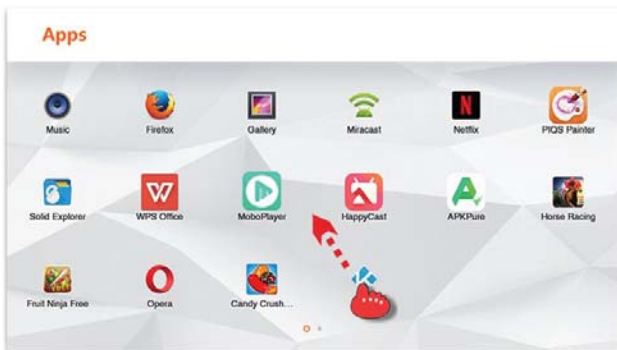 Apps
Music Firefox Gallery Miracast Netflix PIQS Painter
Solid Explorer WPS Office MoboPlayer HappyCast APKPure Horse Racing
Fruit Ninja Free Opera Candy Crush...